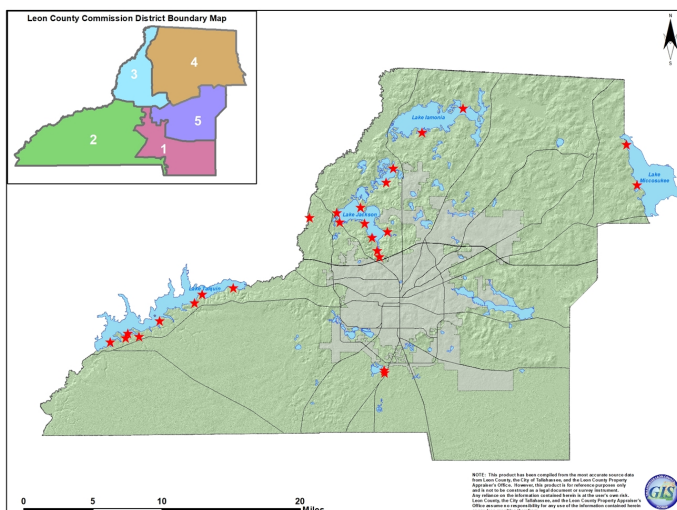 Leon County Commission District Boundary Map
3
4
5
2
1
N
S
Lake Iamonia
Lake Miccosukee
Lake Jackson
Lake Talquin
0 5 10 20
Miles
NOTE: This product has been compiled from the most accurate source data
from Leon County, the City of Tallahassee, and the Leon County Property
Appraiser's Office. However, this product is for reference purposes only
and is not to be construed as a legal document or survey instrument.
Any reliance on the information contained herein is at the user's own risk.
Leon County, the City of Tallahassee, and the Leon County Property Appraiser's
Office assume no responsibility for any use of the information contained herein
GIS